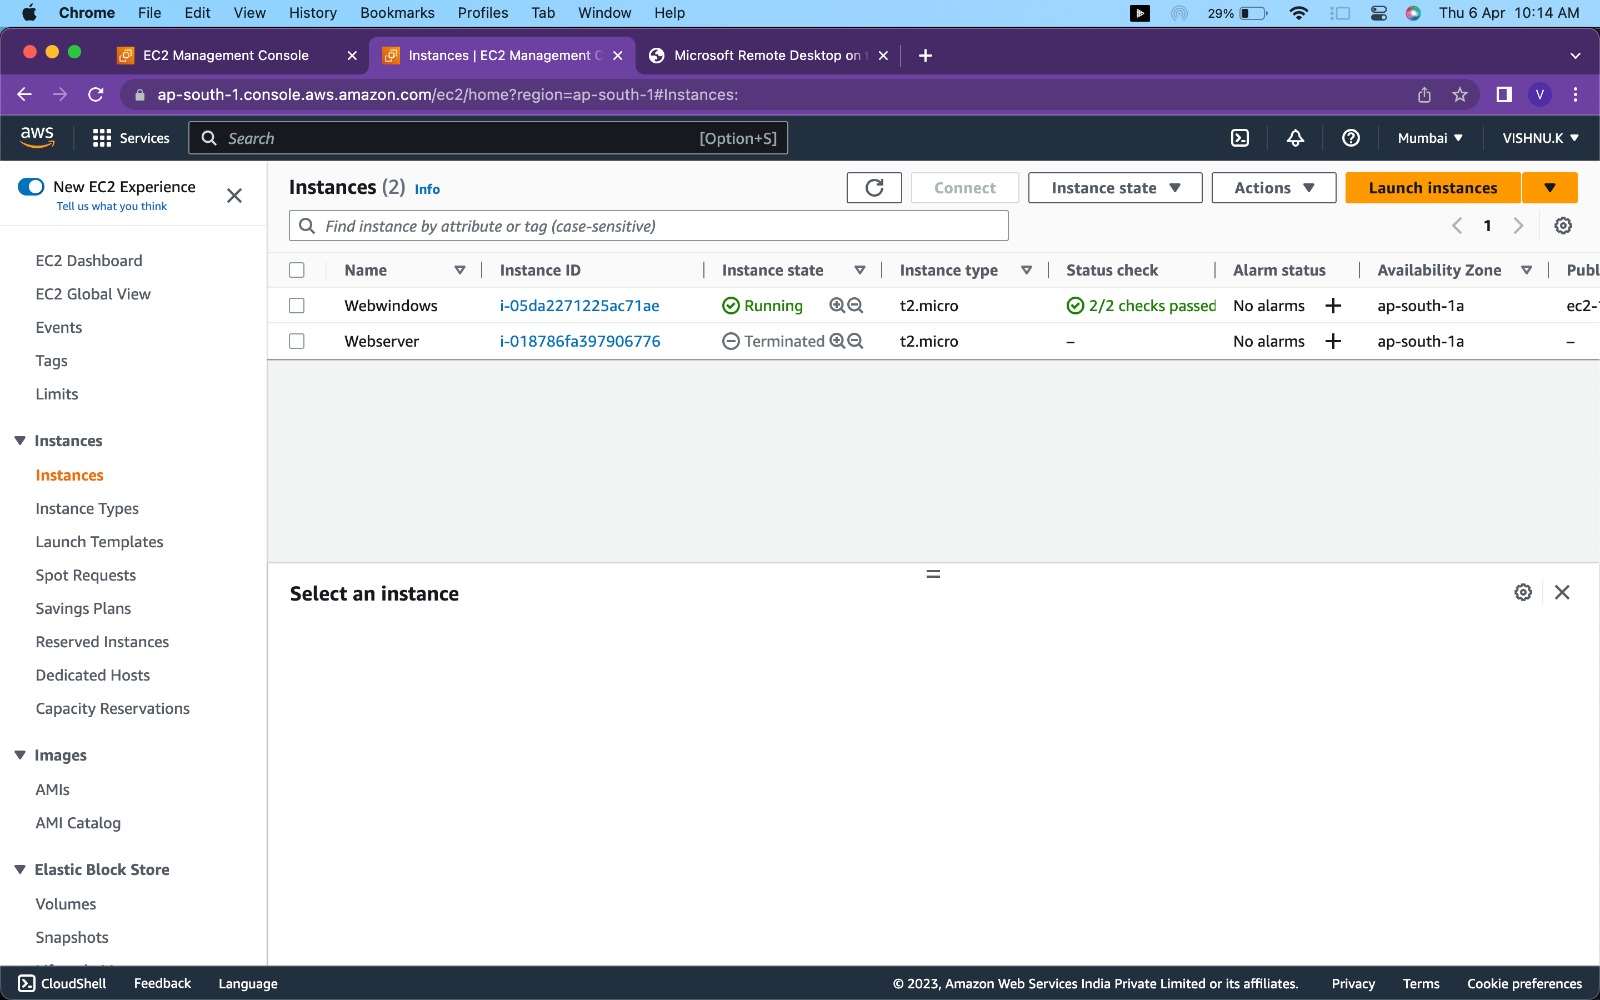 Chrome File Edit View History Bookmarks Profiles Tab Window Help 29% Thu 6 Apr 10:14 AM
EC2 Management Console Instances | EC2 Management C Microsoft Remote Desktop on
ap-south-1.console.aws.amazon.com/ec2/home?region=ap-south-1#Instances: V
aws Services Search [Option+S] Mumbai VISHNU.K
New EC2 Experience
Tell us what you think
EC2 Dashboard
EC2 Global View
Events
Tags
Limits
Instances
Instances
Instance Types
Launch Templates
Spot Requests
Savings Plans
Reserved Instances
Dedicated Hosts
Capacity Reservations
Images
AMIs
AMI Catalog
Elastic Block Store
Volumes
Snapshots
Instances (2) Info Connect Instance state Actions Launch instances
Find instance by attribute or tag (case-sensitive) 1
Name Instance ID Instance state Instance type Status check Alarm status Availability Zone Publ
Webwindows i-05da2271225ac71ae Running t2.micro 2/2 checks passed No alarms + ap-south-1a ec2-
Webserver i-018786fa397906776 Terminated t2.micro – No alarms + ap-south-1a –
Select an instance
CloudShell Feedback Language © 2023, Amazon Web Services India Private Limited or its affiliates. Privacy Terms Cookie preferences